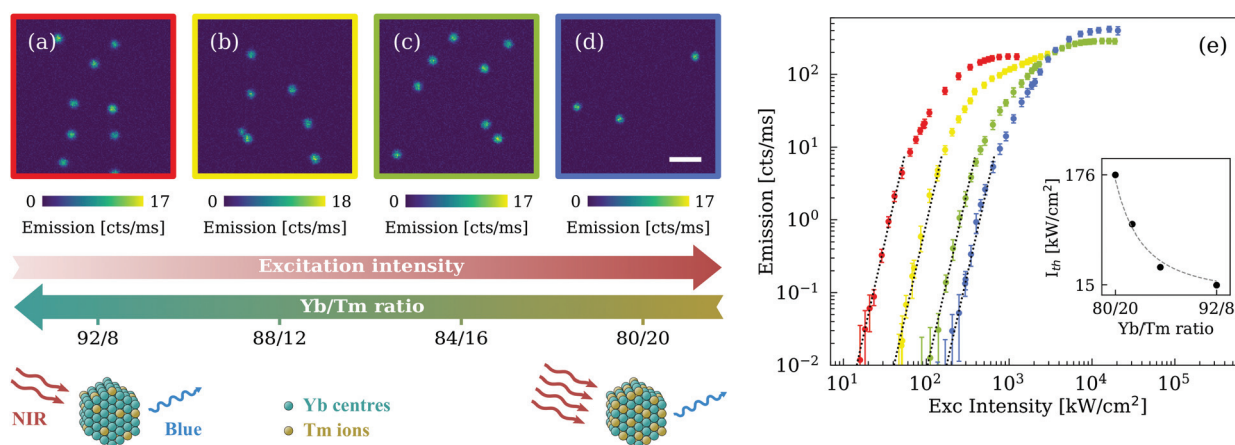 (a)
(b)
(c)
(d)
0 17
0 18
0 17
0 17
Emission [cts/ms]
Emission [cts/ms]
Emission [cts/ms]
Emission [cts/ms]
Excitation intensity
Yb/Tm ratio
92/8 88/12 84/16 80/20
NIR
Blue
Yb centres
Tm ions
(e)
Emission [cts/ms]
10²
10¹
10⁰
10⁻¹
10⁻²
10¹ 10² 10³ 10⁴ 10⁵
Exc Intensity [kW/cm²]
Iₜₕ [kW/cm²]
176
15
80/20 92/8
Yb/Tm ratio